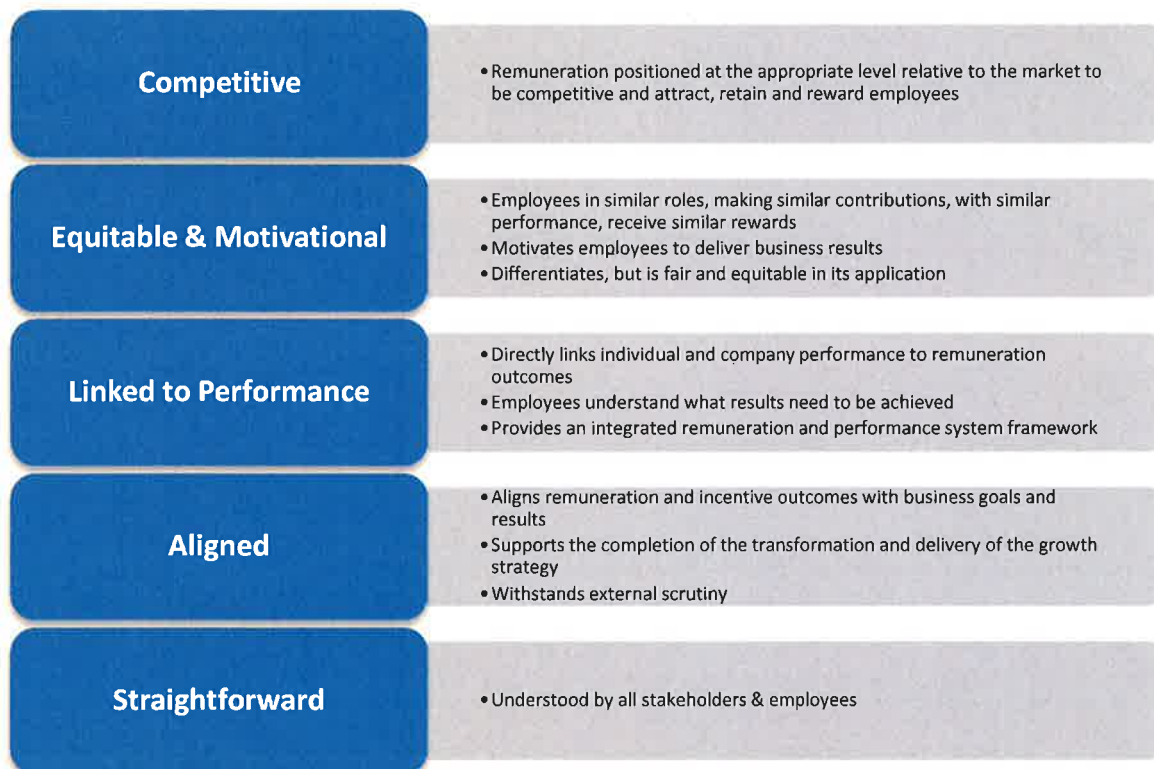 Competitive
•Remuneration positioned at the appropriate level relative to the market to
be competitive and attract, retain and reward employees
Equitable & Motivational
•Employees in similar roles, making similar contributions, with similar
performance, receive similar rewards
•Motivates employees to deliver business results
•Differentiates, but is fair and equitable in its application
Linked to Performance
•Directly links individual and company performance to remuneration
outcomes
•Employees understand what results need to be achieved
•Provides an integrated remuneration and performance system framework
Aligned
•Aligns remuneration and incentive outcomes with business goals and
results
•Supports the completion of the transformation and delivery of the growth
strategy
•Withstands external scrutiny
Straightforward
•Understood by all stakeholders & employees